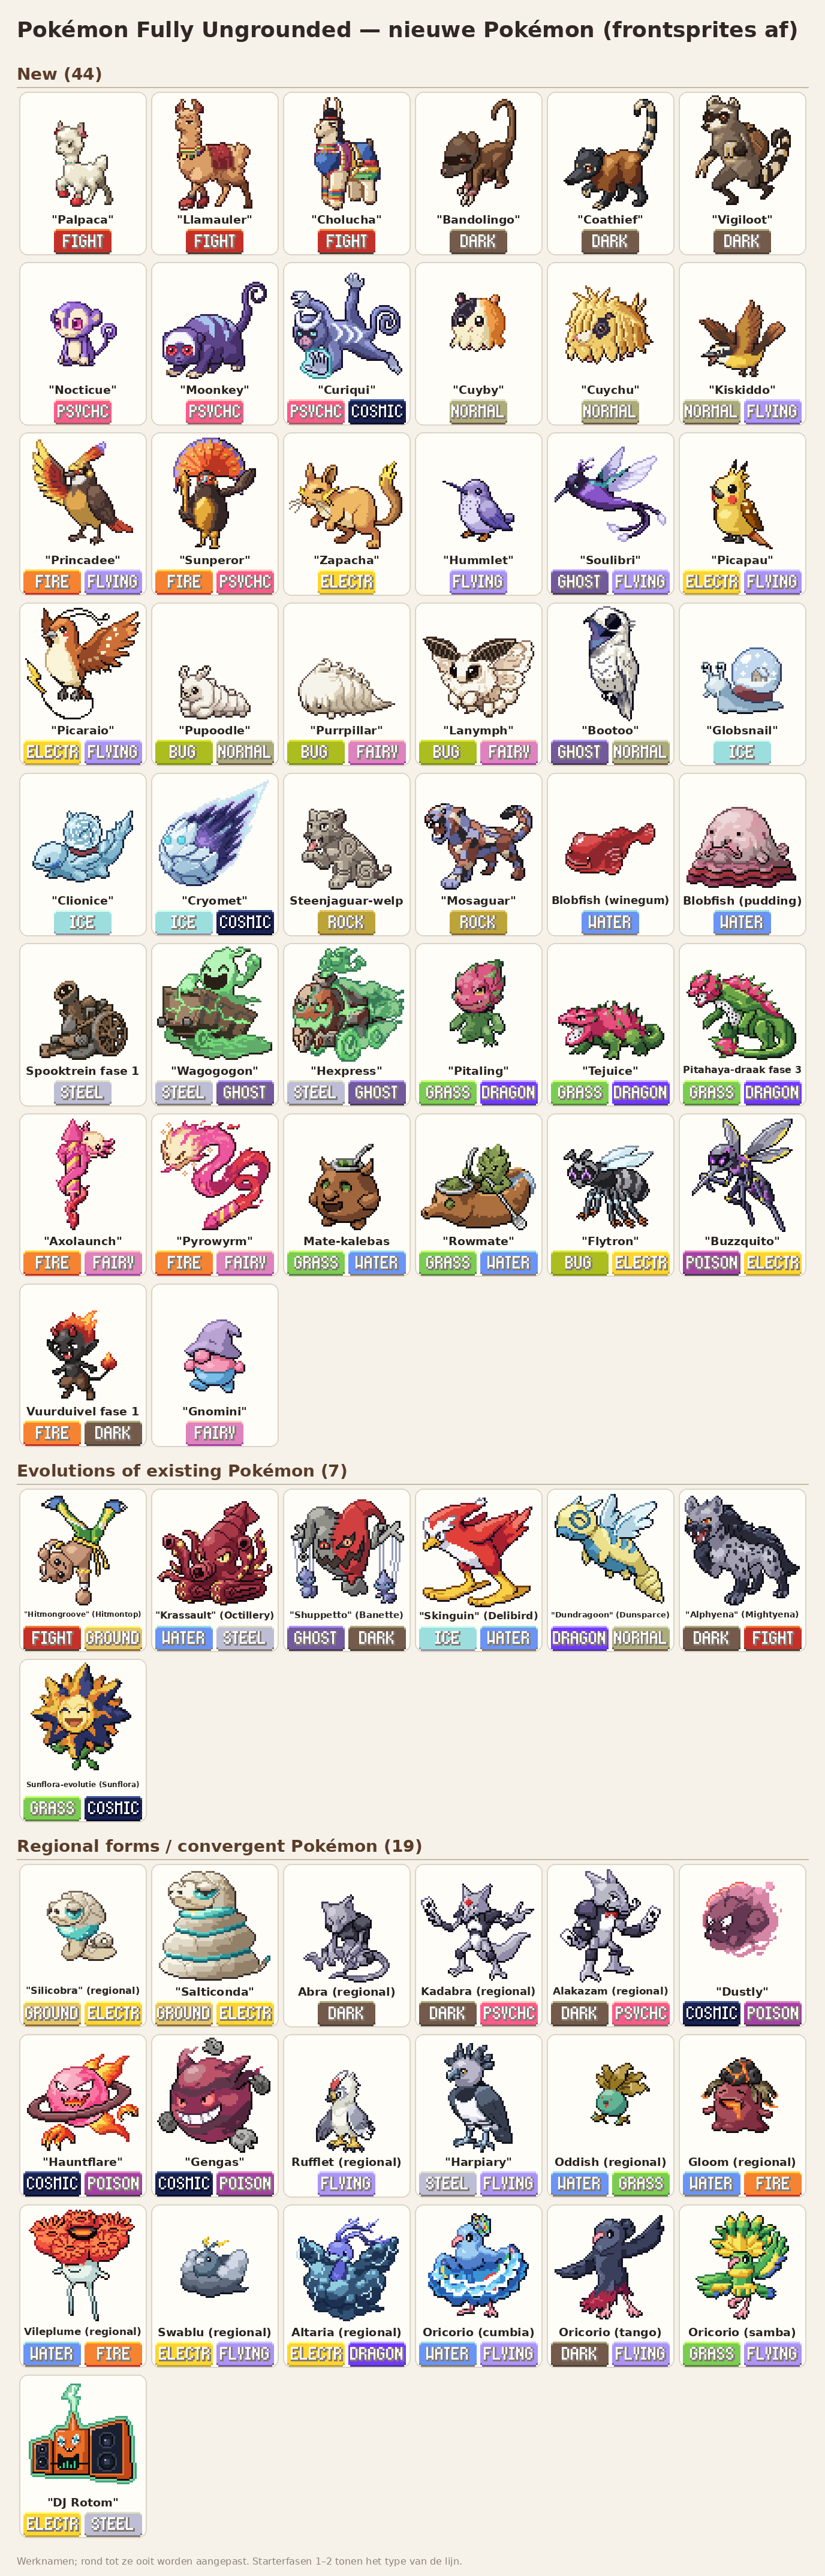 Pokémon Fully Ungrounded — nieuwe Pokémon (frontsprites af)
New (44)
"Palpaca" "Llamauler" "Cholucha" "Bandolingo" "Coathief" "Vigiloot"
FIGHT FIGHT FIGHT DARK DARK DARK
"Nocticue" "Moonkey" "Curiqui" "Cuyby" "Cuychu" "Kiskiddo"
PSYCHC PSYCHC PSYCHC COSMIC NORMAL NORMAL NORMAL FLYING
"Princadee" "Sunperor" "Zapacha" "Hummlet" "Soulibri" "Picapau"
FIRE FLYING FIRE PSYCHC ELECTR FLYING GHOST FLYING ELECTR FLYING
"Picaraio" "Pupoodle" "Purrpillar" "Lanymph" "Bootoo" "Globsnail"
ELECTR FLYING BUG NORMAL BUG FAIRY BUG FAIRY GHOST NORMAL ICE
"Clionice" "Cryomet" Steenjaguar-welp "Mosaguar" Blobfish (winegum) Blobfish (pudding)
ICE ICE COSMIC ROCK ROCK WATER WATER
Spooktrein fase 1 "Wagogogon" "Hexpress" "Pitaling" "Tejuice" Pitahaya-draak fase 3
STEEL STEEL GHOST STEEL GHOST GRASS DRAGON GRASS DRAGON GRASS DRAGON
"Axolaunch" "Pyrowyrm" Mate-kalebas "Rowmate" "Flytron" "Buzzquito"
FIRE FAIRY FIRE FAIRY GRASS WATER GRASS WATER BUG ELECTR POISON ELECTR
Vuurduivel fase 1 "Gnomini"
FIRE DARK FAIRY
Evolutions of existing Pokémon (7)
"Hitmongroove" (Hitmontop) "Krassault" (Octillery) "Shuppetto" (Banette) "Skinguin" (Delibird) "Dundragoon" (Dunsparce) "Alphyena" (Mightyena)
FIGHT GROUND WATER STEEL GHOST DARK ICE WATER DRAGON NORMAL DARK FIGHT
Sunflora-evolutie (Sunflora)
GRASS COSMIC
Regional forms / convergent Pokémon (19)
"Silicobra" (regional) "Salticonda" Abra (regional) Kadabra (regional) Alakazam (regional) "Dustly"
GROUND ELECTR GROUND ELECTR DARK DARK PSYCHC DARK PSYCHC COSMIC POISON
"Hauntflare" "Gengas" Rufflet (regional) "Harpiary" Oddish (regional) Gloom (regional)
COSMIC POISON COSMIC POISON FLYING STEEL FLYING WATER GRASS WATER FIRE
Vileplume (regional) Swablu (regional) Altaria (regional) Oricorio (cumbia) Oricorio (tango) Oricorio (samba)
WATER FIRE ELECTR FLYING ELECTR DRAGON WATER FLYING DARK FLYING GRASS FLYING
"DJ Rotom"
ELECTR STEEL
Werknamen; rond tot ze ooit worden aangepast. Starterfasen 1–2 tonen het type van de lijn.